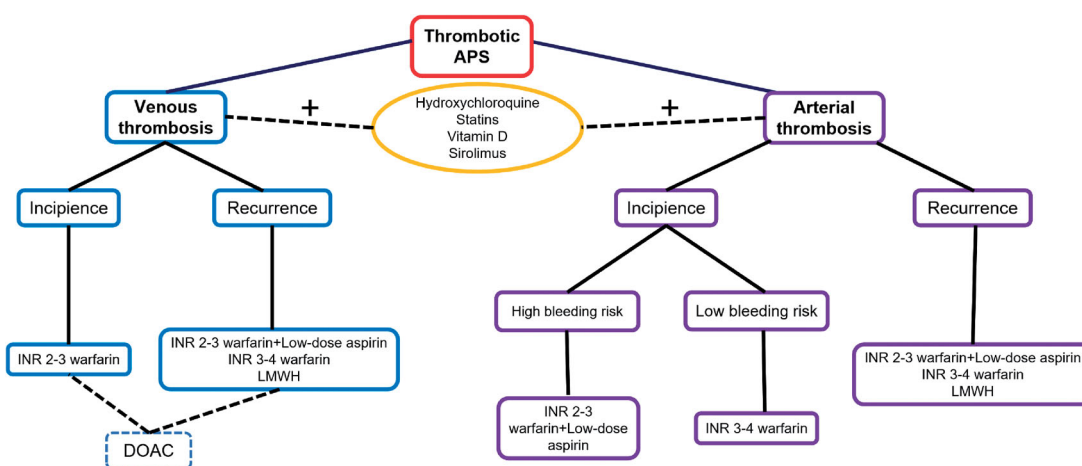 Thrombotic
APS
Venous
thrombosis
+
Hydroxychloroquine
Statins
Vitamin D
Sirolimus
+
Arterial
thrombosis
Incipience
Recurrence
Incipience
Recurrence
High bleeding risk
Low bleeding risk
INR 2-3 warfarin
INR 2-3 warfarin+Low-dose aspirin
INR 3-4 warfarin
LMWH
INR 2-3 warfarin+Low-dose aspirin
INR 3-4 warfarin
LMWH
INR 2-3
warfarin+Low-dose
aspirin
INR 3-4 warfarin
DOAC